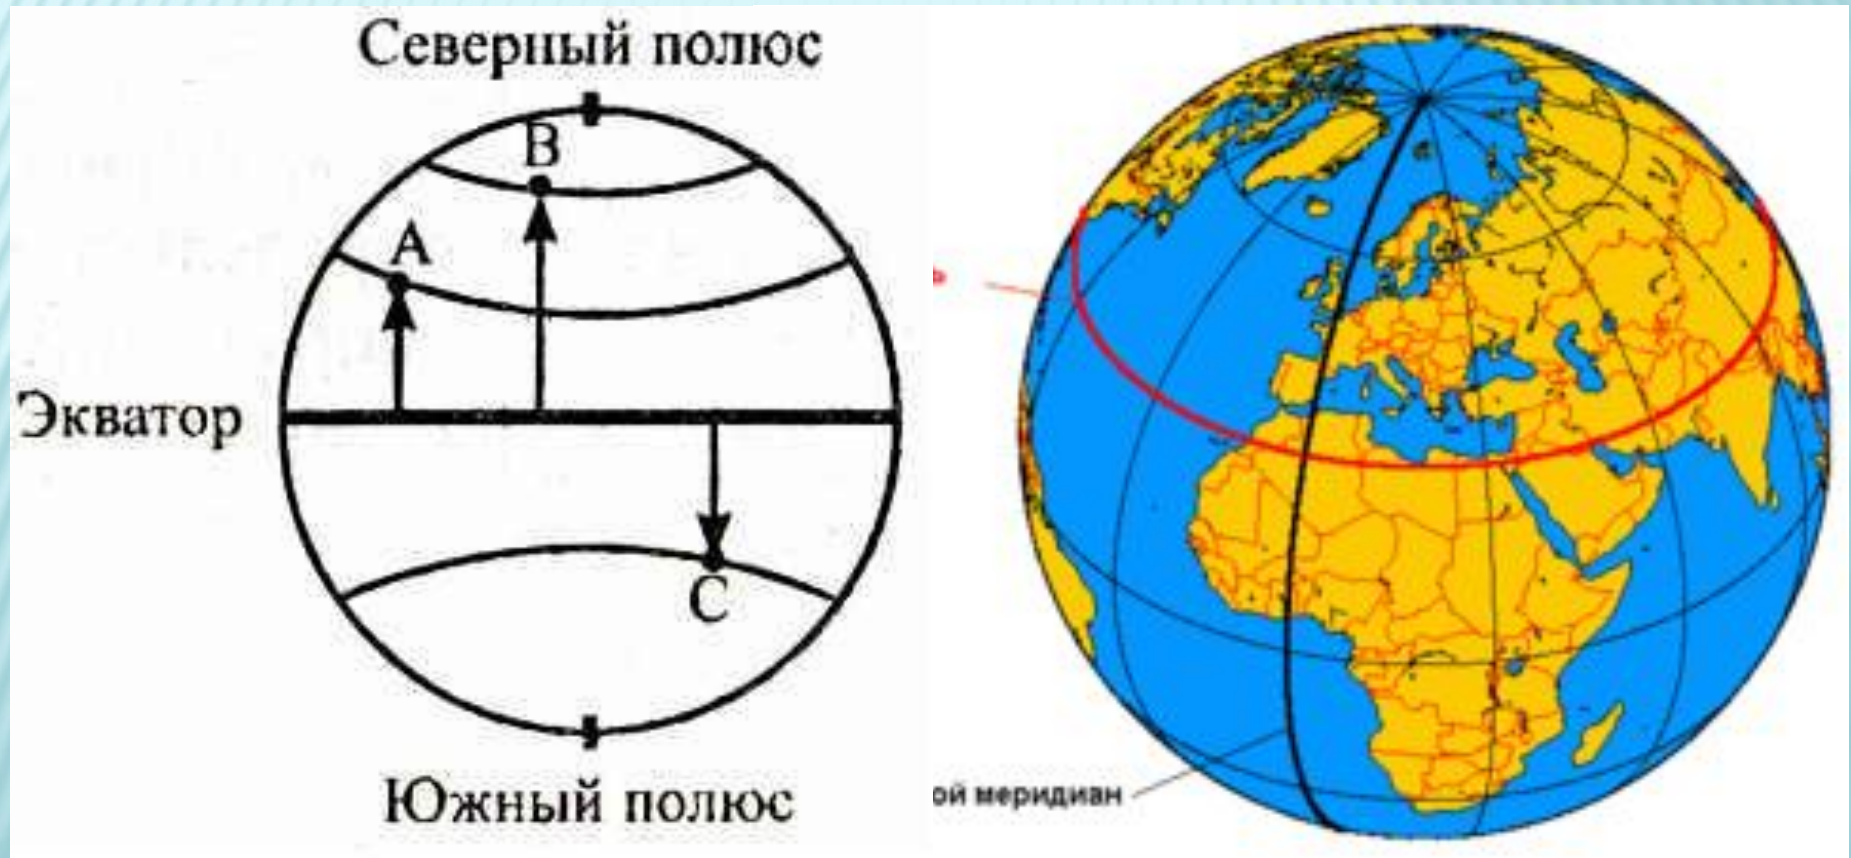 Северный полюс
В
А
Экватор
С
Южный полюс
ой меридиан